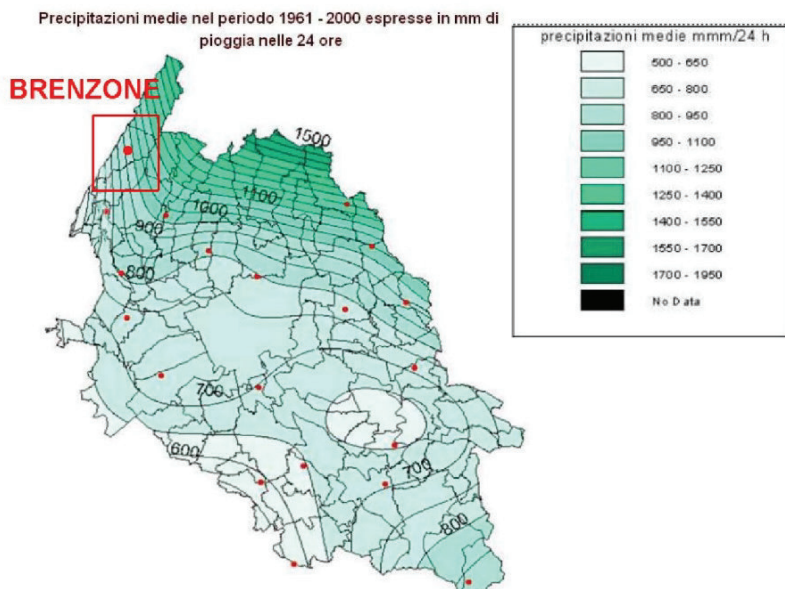 Precipitazioni medie nel periodo 1961 - 2000 espresse in mm di
pioggia nelle 24 ore
BRENZONE
precipitazioni medie mmm/24 h
500 - 650
650 - 800
800 - 950
950 - 1100
1100 - 1250
1250 - 1400
1400 - 1550
1550 - 1700
1700 - 1950
No Data
1500
1100
1000
900
800
700
600
700
800